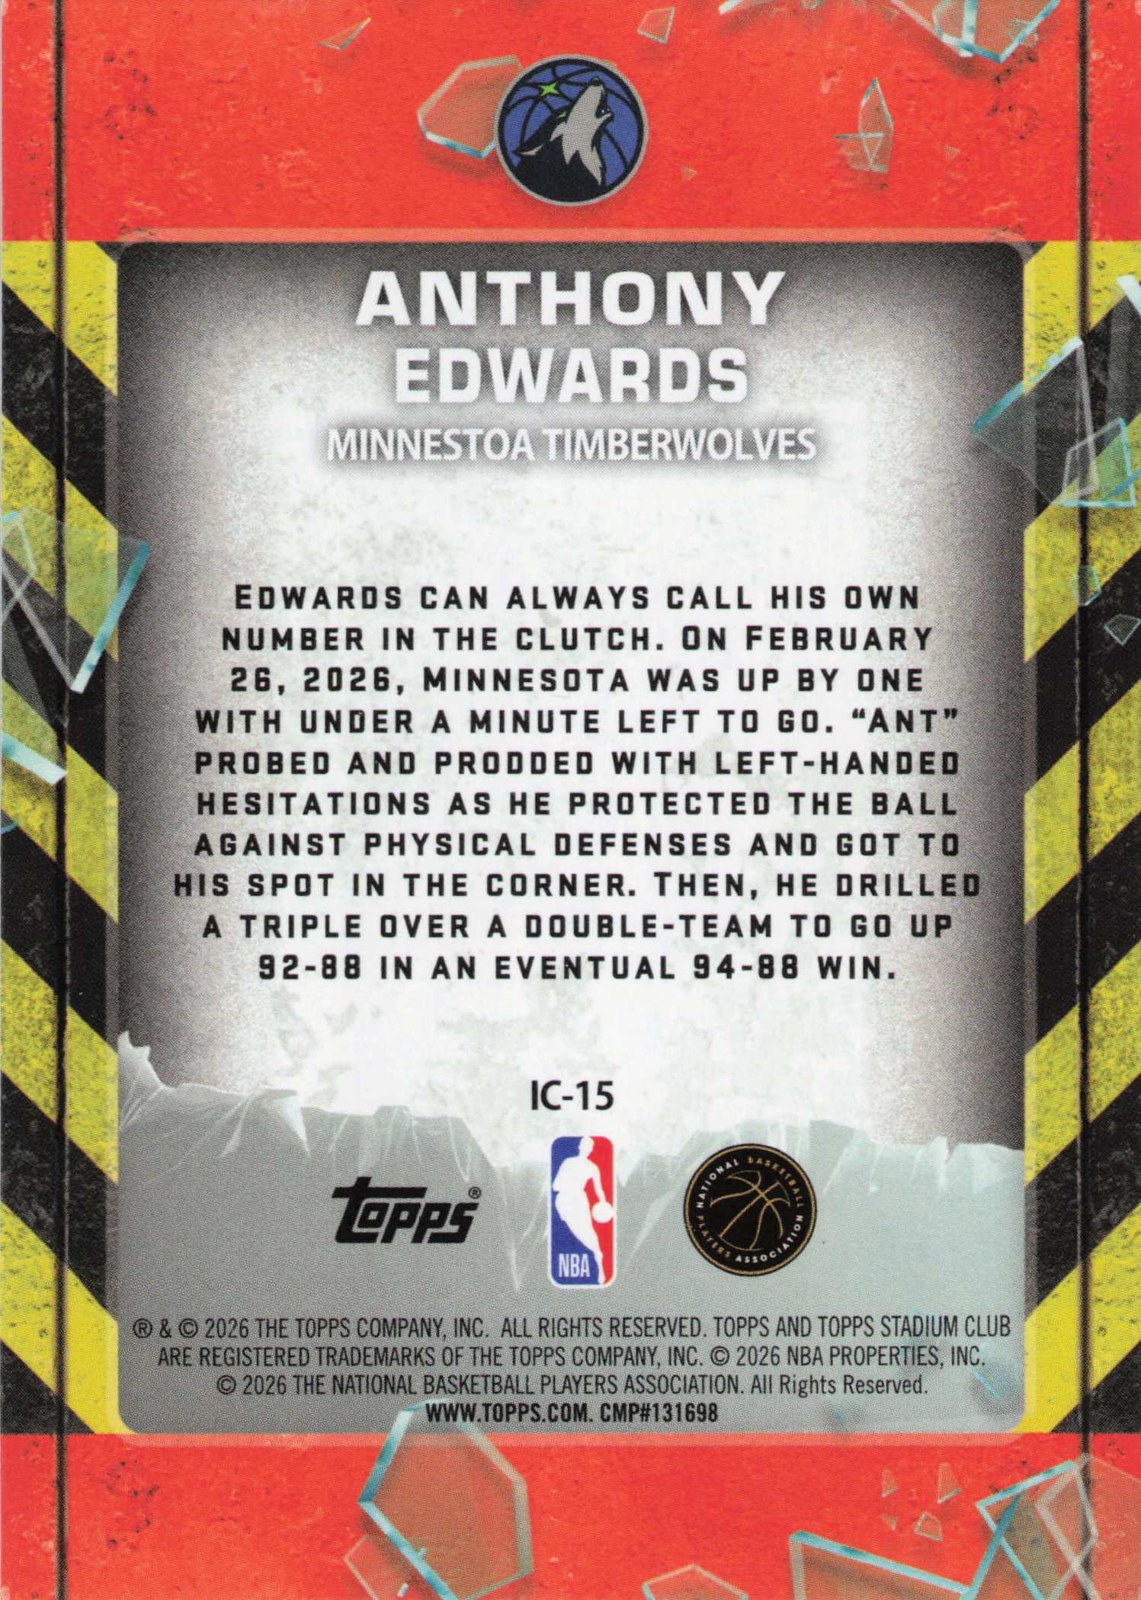 ANTHONY
EDWARDS
MINNESTOA TIMBERWOLVES
EDWARDS CAN ALWAYS CALL HIS OWN
NUMBER IN THE CLUTCH. ON FEBRUARY
26, 2026, MINNESOTA WAS UP BY ONE
WITH UNDER A MINUTE LEFT TO GO. “ANT”
PROBED AND PRODDED WITH LEFT-HANDED
HESITATIONS AS HE PROTECTED THE BALL
AGAINST PHYSICAL DEFENSES AND GOT TO
HIS SPOT IN THE CORNER. THEN, HE DRILLED
A TRIPLE OVER A DOUBLE-TEAM TO GO UP
92-88 IN AN EVENTUAL 94-88 WIN.
IC-15
topps®
NBA
NATIONAL BASKETBALL
PLAYERS ASSOCIATION
® & © 2026 THE TOPPS COMPANY, INC. ALL RIGHTS RESERVED. TOPPS AND TOPPS STADIUM CLUB
ARE REGISTERED TRADEMARKS OF THE TOPPS COMPANY, INC. © 2026 NBA PROPERTIES, INC.
© 2026 THE NATIONAL BASKETBALL PLAYERS ASSOCIATION. All Rights Reserved.
WWW.TOPPS.COM. CMP#131698